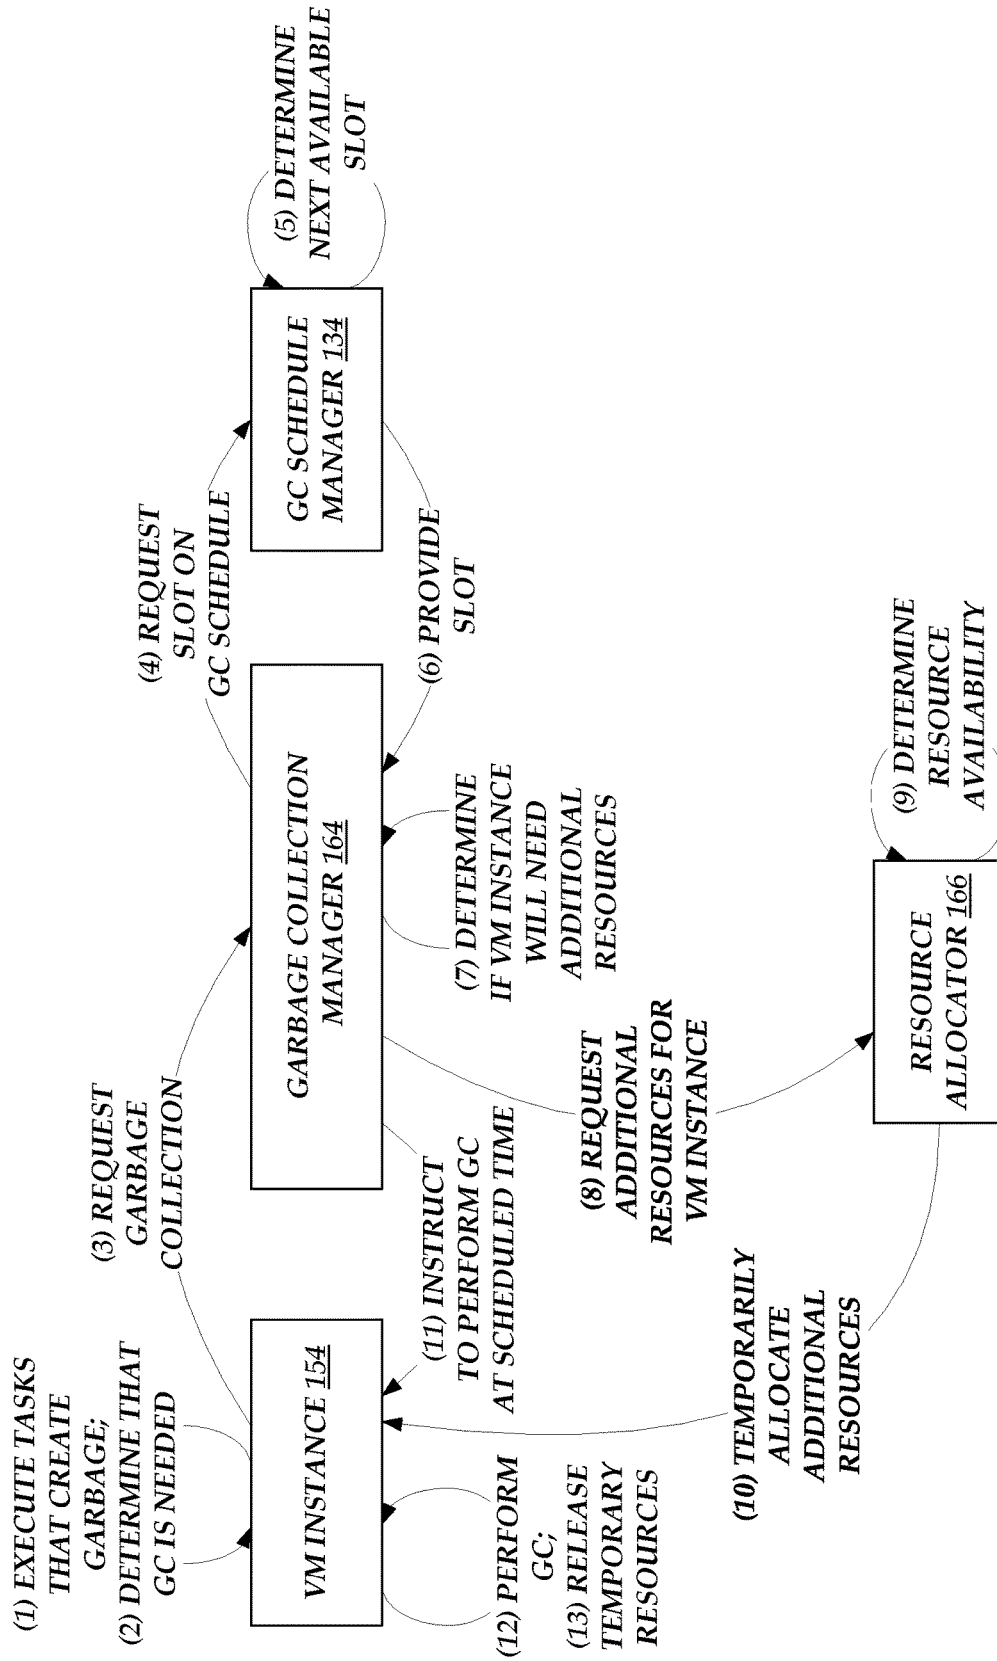 (1) EXECUTE TASKS
THAT CREATE
GARBAGE;
(2) DETERMINE THAT
GC IS NEEDED
(3) REQUEST
GARBAGE
COLLECTION
(4) REQUEST
SLOT ON
GC SCHEDULE
(5) DETERMINE
NEXT AVAILABLE
SLOT
VM INSTANCE 154
GARBAGE COLLECTION
MANAGER 164
GC SCHEDULE
MANAGER 134
(6) PROVIDE
SLOT
(7) DETERMINE
IF VM INSTANCE
WILL NEED
ADDITIONAL
RESOURCES
(8) REQUEST
ADDITIONAL
RESOURCES FOR
VM INSTANCE
(9) DETERMINE
RESOURCE
AVAILABILITY
RESOURCE
ALLOCATOR 166
(10) TEMPORARILY
ALLOCATE
ADDITIONAL
RESOURCES
(11) INSTRUCT
TO PERFORM GC
AT SCHEDULED TIME
(12) PERFORM
GC;
(13) RELEASE
TEMPORARY
RESOURCES